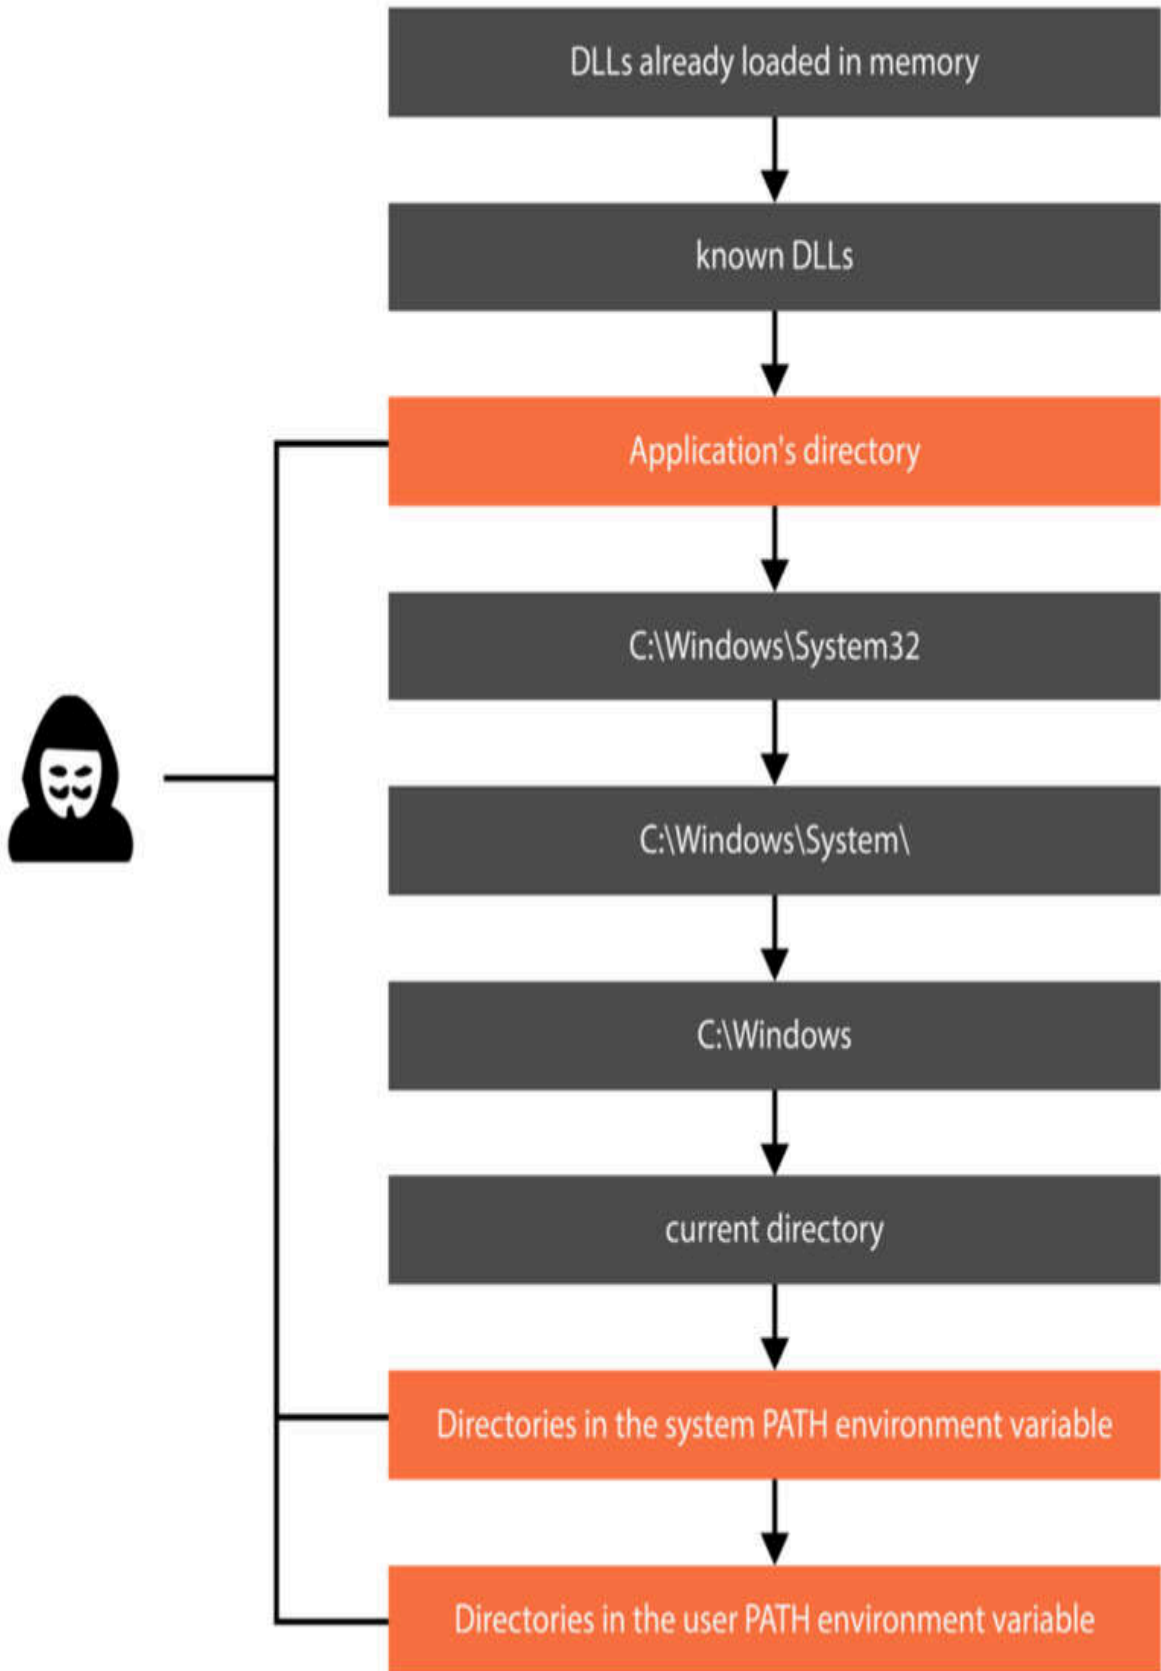 DLLs already loaded in memory
known DLLs
Application's directory
C:\Windows\System32
C:\Windows\System\
C:\Windows
current directory
Directories in the system PATH environment variable
Directories in the user PATH environment variable